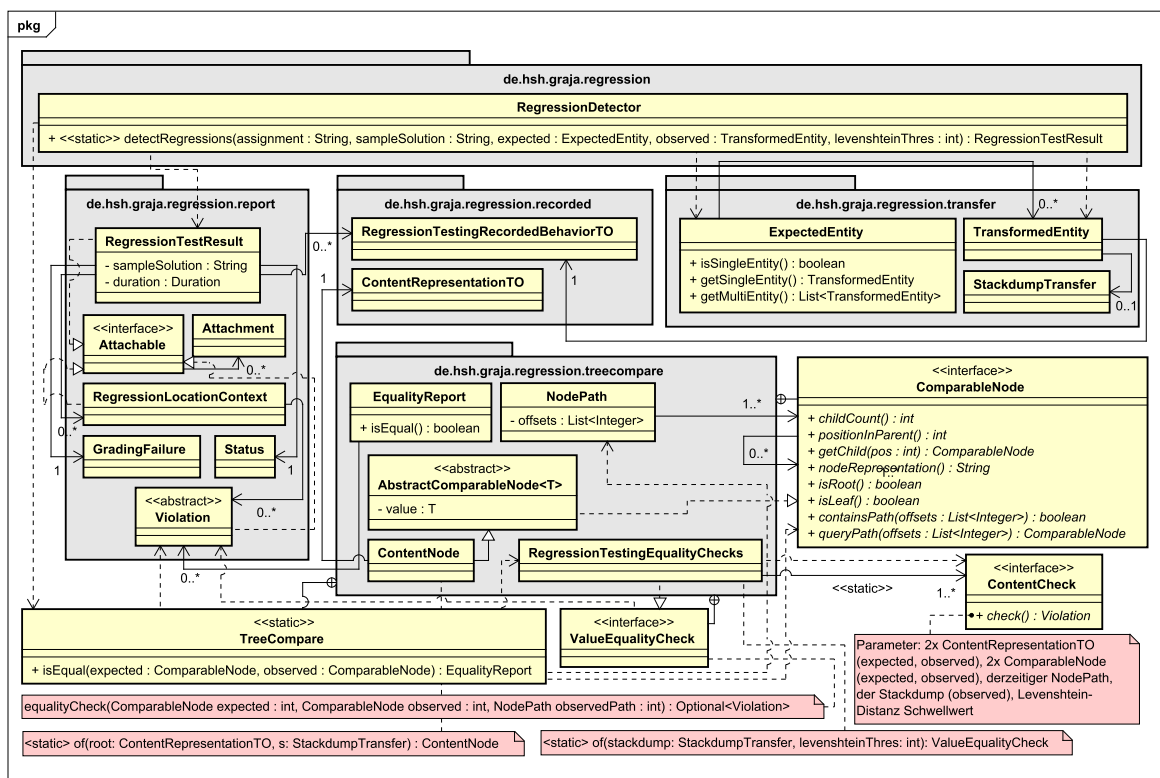 pkg
de.hsh.graja.regression
RegressionDetector
+ <<static>> detectRegressions(assignment : String, sampleSolution : String, expected : ExpectedEntity, observed : TransformedEntity, levenshteinThres : int) : RegressionTestResult
de.hsh.graja.regression.report
RegressionTestResult
- sampleSolution : String
- duration : Duration
<<interface>>
Attachable
Attachment
0..*
RegressionLocationContext
0..*
GradingFailure
1
Status
1
<<abstract>>
Violation
0..*
0..*
de.hsh.graja.regression.recorded
RegressionTestingRecordedBehaviorTO
0..*
ContentRepresentationTO
1
1
de.hsh.graja.regression.transfer
ExpectedEntity
+ isSingleEntity() : boolean
+ getSingleEntity() : TransformedEntity
+ getMultiEntity() : List<TransformedEntity>
0..*
TransformedEntity
StackdumpTransfer
0..1
de.hsh.graja.regression.treecompare
EqualityReport
+ isEqual() : boolean
NodePath
- offsets : List<Integer>
1..*
0..*
<<abstract>>
AbstractComparableNode<T>
- value : T
ContentNode
RegressionTestingEqualityChecks
<<interface>>
ComparableNode
+ childCount() : int
+ positionInParent() : int
+ getChild(pos : int) : ComparableNode
+ nodeRepresentation() : String
+ isRoot() : boolean
+ isLeaf() : boolean
+ containsPath(offsets : List<Integer>) : boolean
+ queryPath(offsets : List<Integer>) : ComparableNode
<<static>>
1..*
<<interface>>
ContentCheck
+ check() : Violation
<<static>>
TreeCompare
+ isEqual(expected : ComparableNode, observed : ComparableNode) : EqualityReport
<<interface>>
ValueEqualityCheck
Parameter: 2x ContentRepresentationTO
(expected, observed), 2x ComparableNode
(expected, observed), derzeitiger NodePath,
der Stackdump (observed), Levenshtein-
Distanz Schwellwert
equalityCheck(ComparableNode expected : int, ComparableNode observed : int, NodePath observedPath : int) : Optional<Violation>
<static> of(root: ContentRepresentationTO, s: StackdumpTransfer) : ContentNode
<static> of(stackdump: StackdumpTransfer, levenshteinThres: int): ValueEqualityCheck